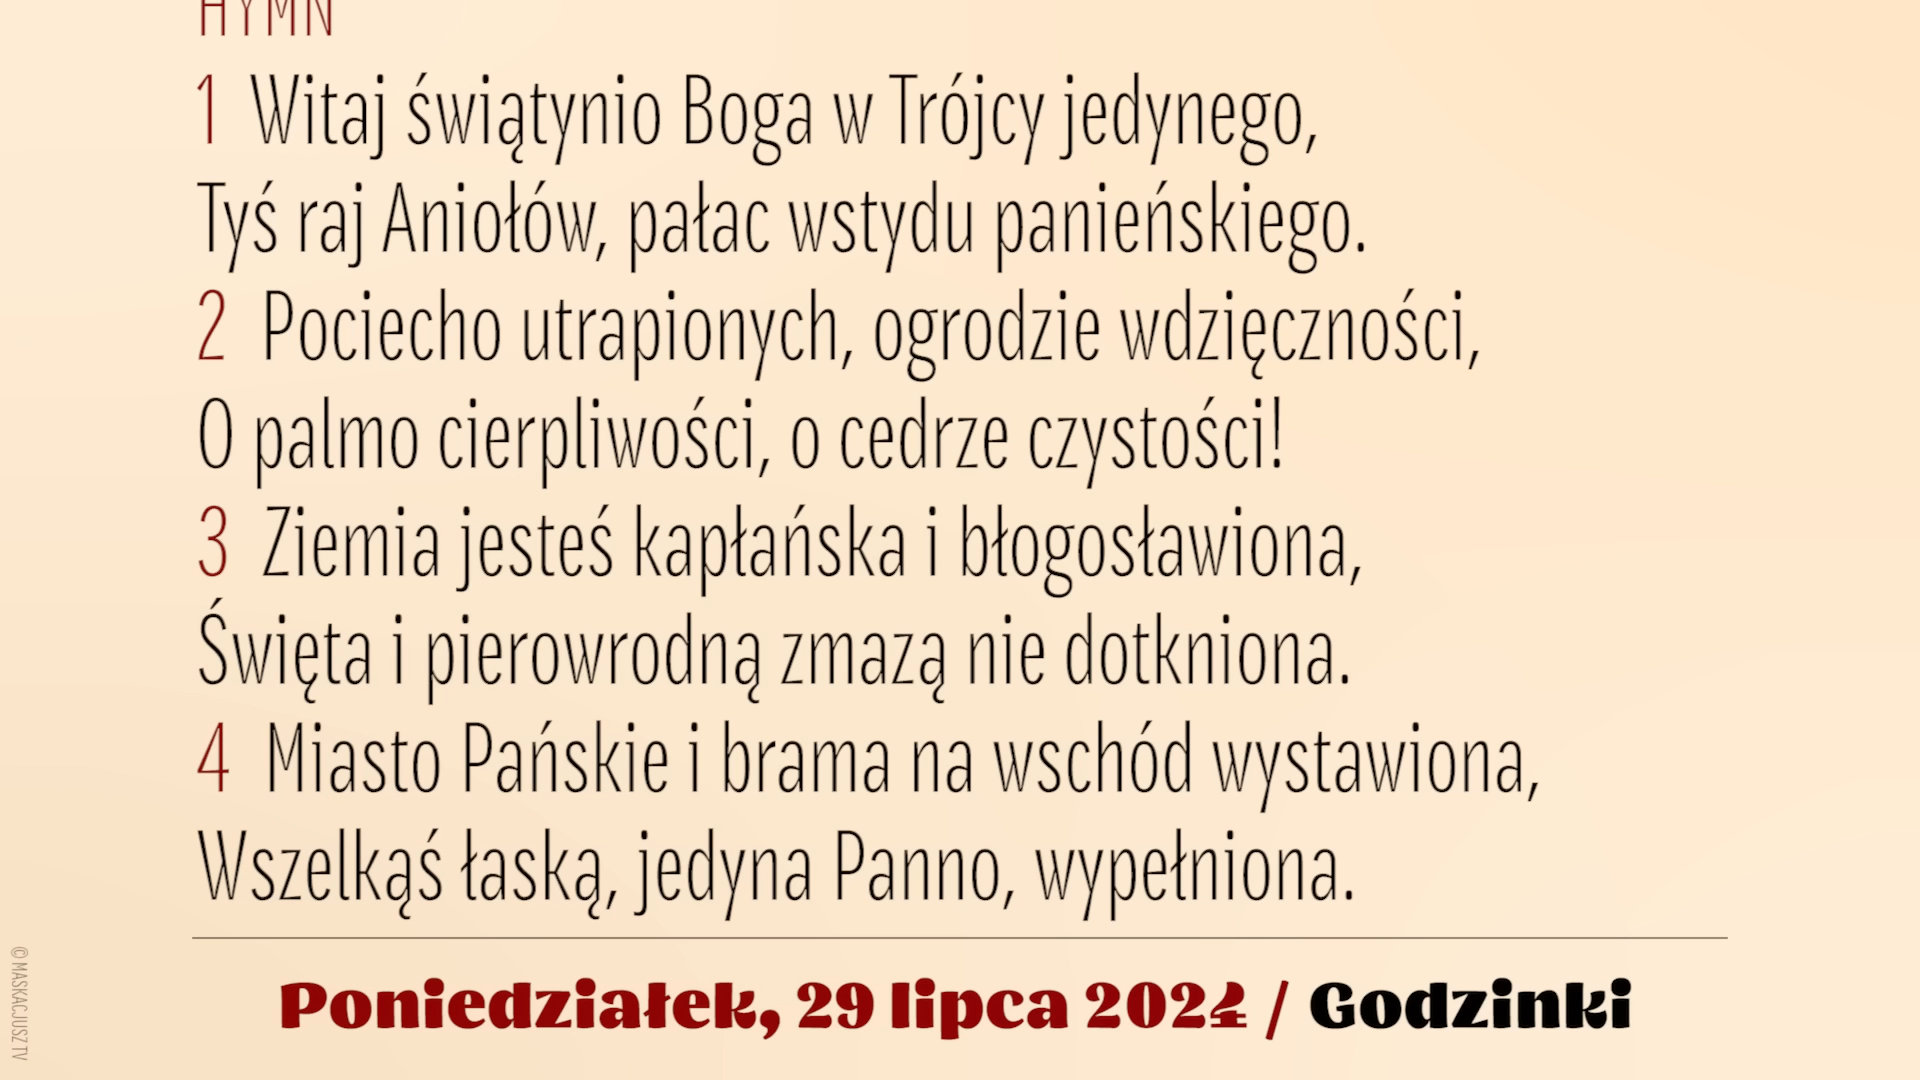 HYMN
1 Witaj świątynio Boga w Trójcy jedynego,
Tyś raj Aniołów, pałac wstydu panieńskiego.
2 Pociecho utrapionych, ogrodzie wdzięczności,
O palmo cierpliwości, o cedrze czystości!
3 Ziemia jesteś kapłańska i błogosławiona,
Święta i pierowrodną zmazą nie dotkniona.
4 Miasto Pańskie i brama na wschód wystawiona,
Wszelkąś łaską, jedyna Panno, wypełniona.
Poniedziałek, 29 lipca 2024 / Godzinki
© MASKACJUSZ TV